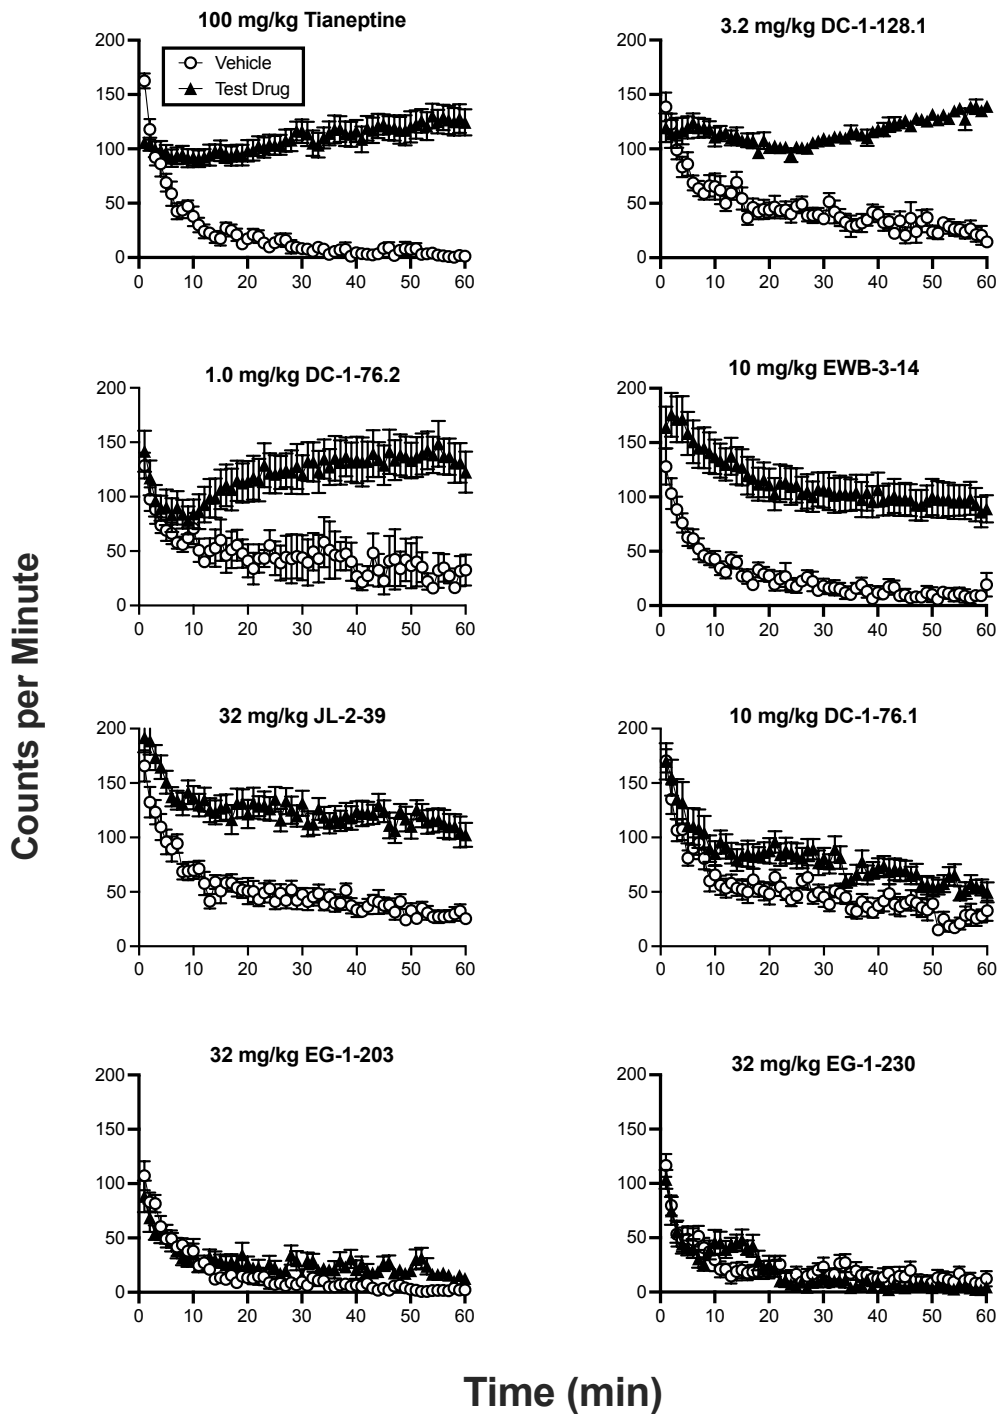 100 mg/kg Tianeptine
200
150
100
50
0
0 10 20 30 40 50 60
Vehicle
Test Drug
3.2 mg/kg DC-1-128.1
200
150
100
50
0
0 10 20 30 40 50 60
1.0 mg/kg DC-1-76.2
200
150
100
50
0
0 10 20 30 40 50 60
10 mg/kg EWB-3-14
200
150
100
50
0
0 10 20 30 40 50 60
Counts per Minute
32 mg/kg JL-2-39
200
150
100
50
0
0 10 20 30 40 50 60
10 mg/kg DC-1-76.1
200
150
100
50
0
0 10 20 30 40 50 60
32 mg/kg EG-1-203
200
150
100
50
0
0 10 20 30 40 50 60
32 mg/kg EG-1-230
200
150
100
50
0
0 10 20 30 40 50 60
Time (min)